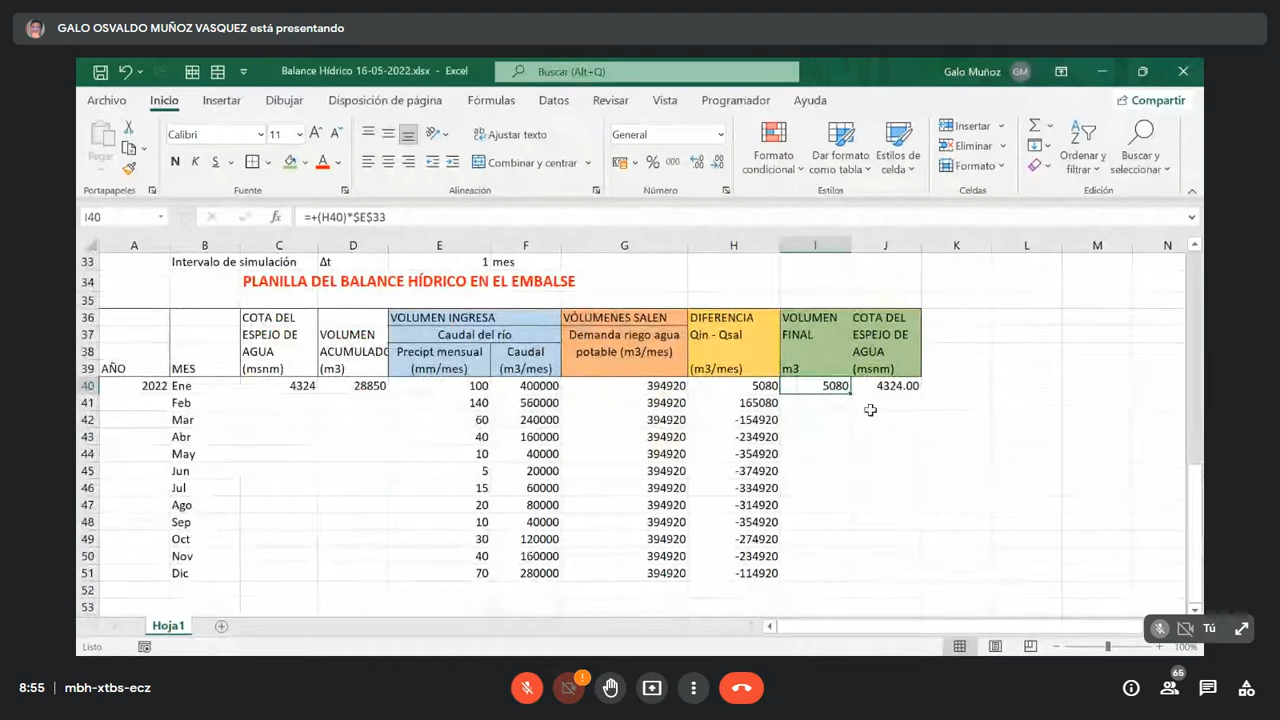 GALO OSVALDO MUÑOZ VASQUEZ está presentando
Balance Hídrico 16-05-2022.xlsx - Excel
Buscar (Alt+Q)
Galo Muñoz GM
Archivo Inicio Insertar Dibujar Disposición de página Fórmulas Datos Revisar Vista Programador Ayuda Compartir
Pegar
Calibri 11 A A
N K S
Ajustar texto
Combinar y centrar
General
% 000
Formato condicional
Dar formato como tabla
Estilos de celda
Insertar
Eliminar
Formato
Ordenar y filtrar
Buscar y seleccionar
Portapapeles Fuente Alineación Número Estilos Celdas Edición
I40 fx =+(H40)*$E$33
A B C D E F G H I J K L M N
33 Intervalo de simulación Δt 1 mes
34 PLANILLA DEL BALANCE HÍDRICO EN EL EMBALSE
35
36 COTA DEL VOLUMEN INGRESA VÓLUMENES SALEN DIFERENCIA VOLUMEN COTA DEL
37 ESPEJO DE VOLUMEN Caudal del río Demanda riego agua Qin - Qsal FINAL ESPEJO DE
38 AGUA ACUMULADO Precipt mensual Caudal potable (m3/mes) AGUA
39 AÑO MES (msnm) (m3) (mm/mes) (m3/mes) (m3/mes) m3 (msnm)
40 2022 Ene 4324 28850 100 400000 394920 5080 5080 4324.00
41 Feb 140 560000 394920 165080
42 Mar 60 240000 394920 -154920
43 Abr 40 160000 394920 -234920
44 May 10 40000 394920 -354920
45 Jun 5 20000 394920 -374920
46 Jul 15 60000 394920 -334920
47 Ago 20 80000 394920 -314920
48 Sep 10 40000 394920 -354920
49 Oct 30 120000 394920 -274920
50 Nov 40 160000 394920 -234920
51 Dic 70 280000 394920 -114920
52
53
Hoja1
Tú
Listo
100%
8:55 mbh-xtbs-ecz
65